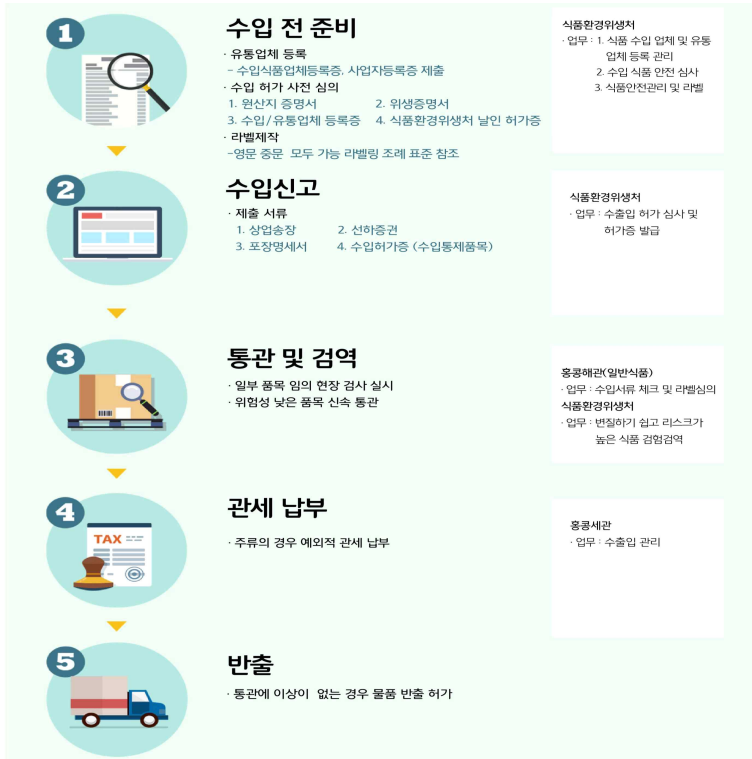 1
수입 전 준비
· 유통업체 등록
- 수입식품업체등록증, 사업자등록증 제출
· 수입 허가 사전 심의
1. 원산지 증명서 2. 위생증명서
3. 수입/유통업체 등록증 4. 식품환경위생처 날인 허가증
· 라벨제작
-영문 중문 모두 가능 라벨링 조례 표준 참조
식품환경위생처
· 업무 : 1. 식품 수입 업체 및 유통
업체 등록 관리
2. 수입 식품 안전 심사
3. 식품안전관리 및 라벨
2
수입신고
· 제출 서류
1. 상업송장 2. 선하증권
3. 포장명세서 4. 수입허가증 (수입통제품목)
식품환경위생처
· 업무 : 수출입 허가 심사 및
허가증 발급
3
통관 및 검역
· 일부 품목 임의 현장 검사 실시
· 위험성 낮은 품목 신속 통관
홍콩해관(일반식품)
· 업무 : 수입서류 체크 및 라벨심의
식품환경위생처
· 업무 : 변질하기 쉽고 리스크가
높은 식품 검험검역
4
TAX
관세 납부
· 주류의 경우 예외적 관세 납부
홍콩세관
· 업무 : 수출입 관리
5
반출
· 통관에 이상이 없는 경우 물품 반출 허가